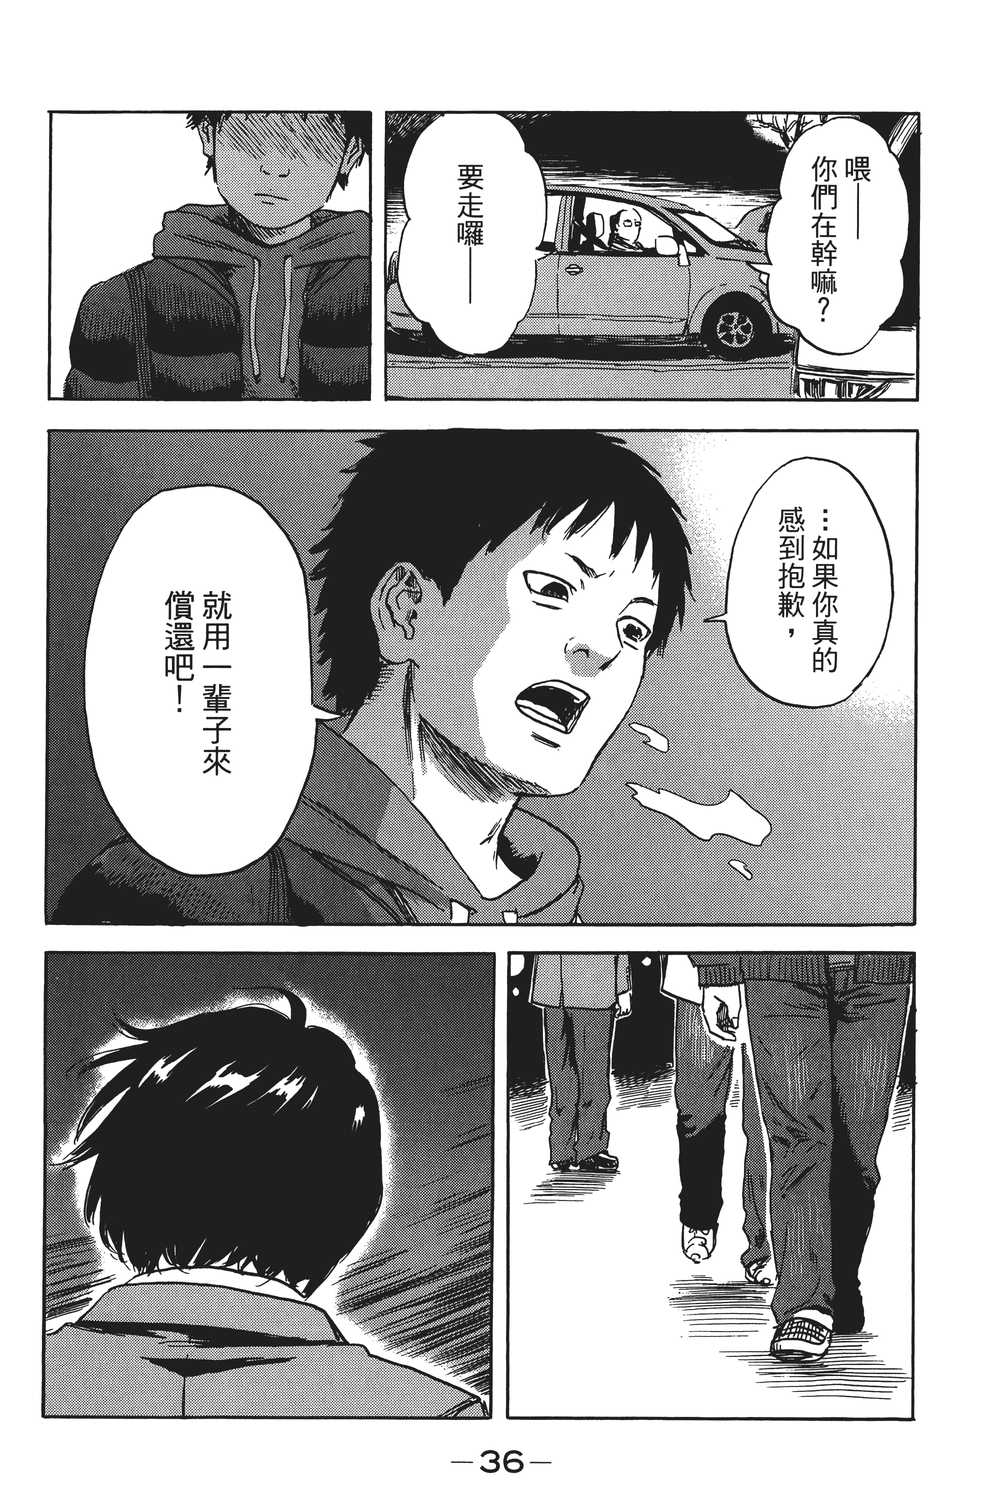 喂——
你們在幹嘛？
要走囉——
…如果你真的
感到抱歉，
就用一輩子來
償還吧！
—36—